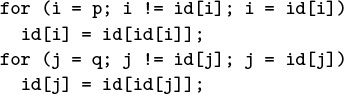 for (i = p; i != id[i]; i = id[i])
  id[i] = id[id[i]];
for (j = q; j != id[j]; j = id[j])
  id[j] = id[id[j]];